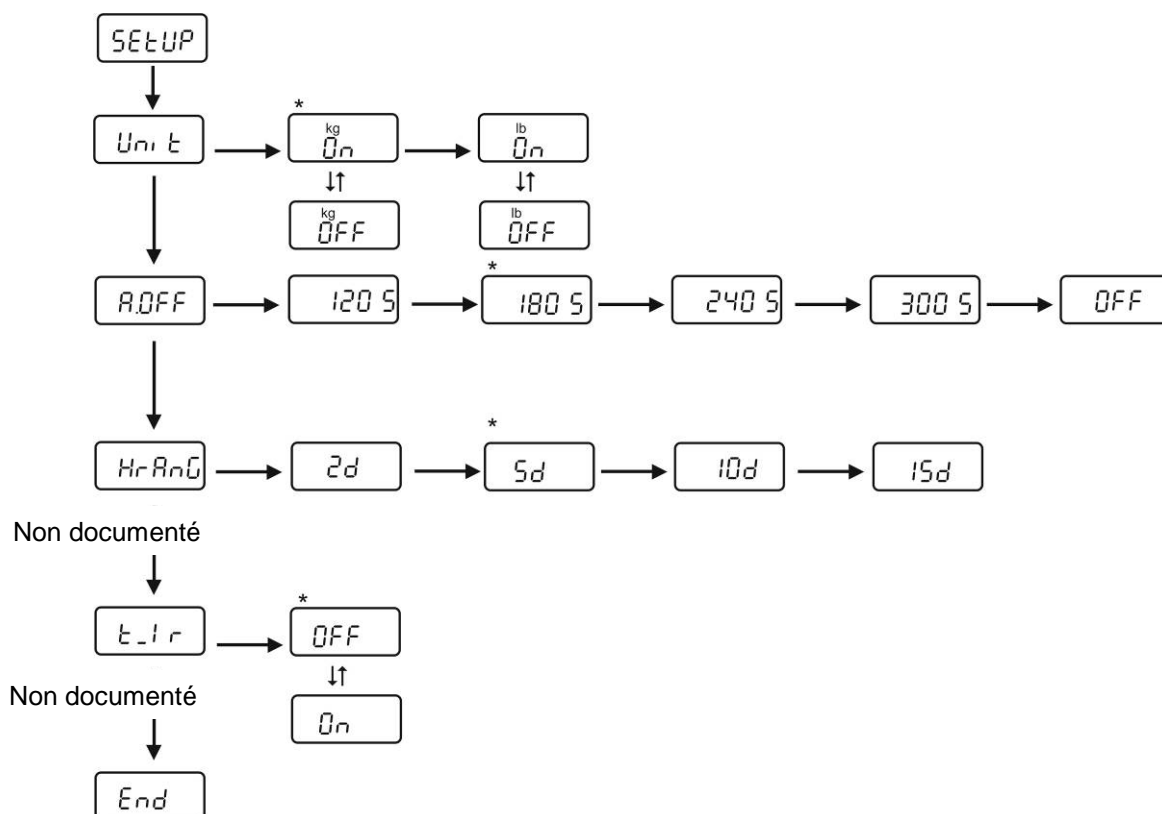 SEtUP
*
Unit
kg
On
lb
On
kg
OFF
lb
OFF
*
A.OFF
120 S
180 S
240 S
300 S
OFF
*
HrAnG
2d
5d
10d
15d
Non documenté
*
t_Ir
OFF
Non documenté
On
End